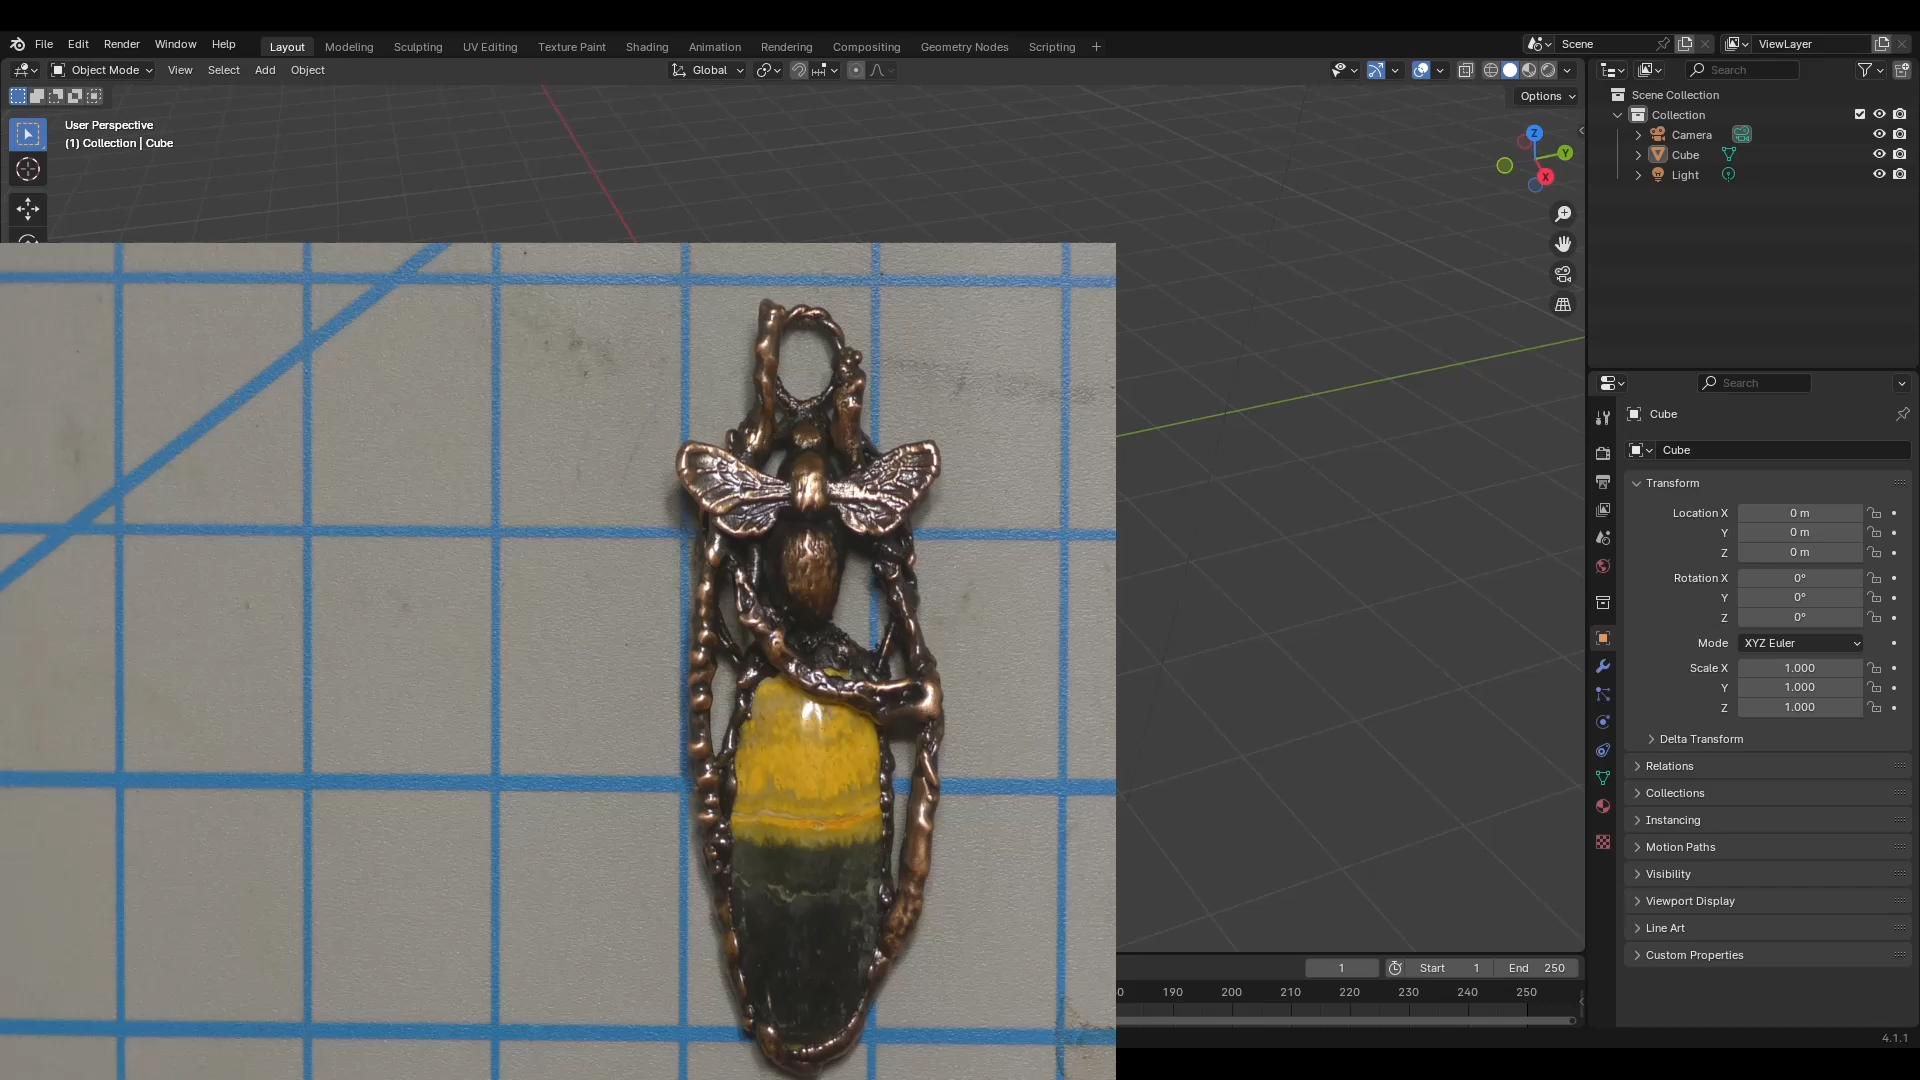 File Edit Render Window Help Layout Modeling Sculpting UV Editing Texture Paint Shading Animation Rendering Compositing Geometry Nodes Scripting + Scene ViewLayer
Object Mode View Select Add Object Global Search
Options
User Perspective
(1) Collection | Cube
Z
Y
X
Scene Collection
Collection
Camera
Cube
Light
Search
Cube
Cube
Transform
Location X 0 m
Y 0 m
Z 0 m
Rotation X 0°
Y 0°
Z 0°
Mode XYZ Euler
Scale X 1.000
Y 1.000
Z 1.000
Delta Transform
Relations
Collections
Instancing
Motion Paths
Visibility
Viewport Display
Line Art
Custom Properties
1 Start 1 End 250
190 200 210 220 230 240 250
4.1.1